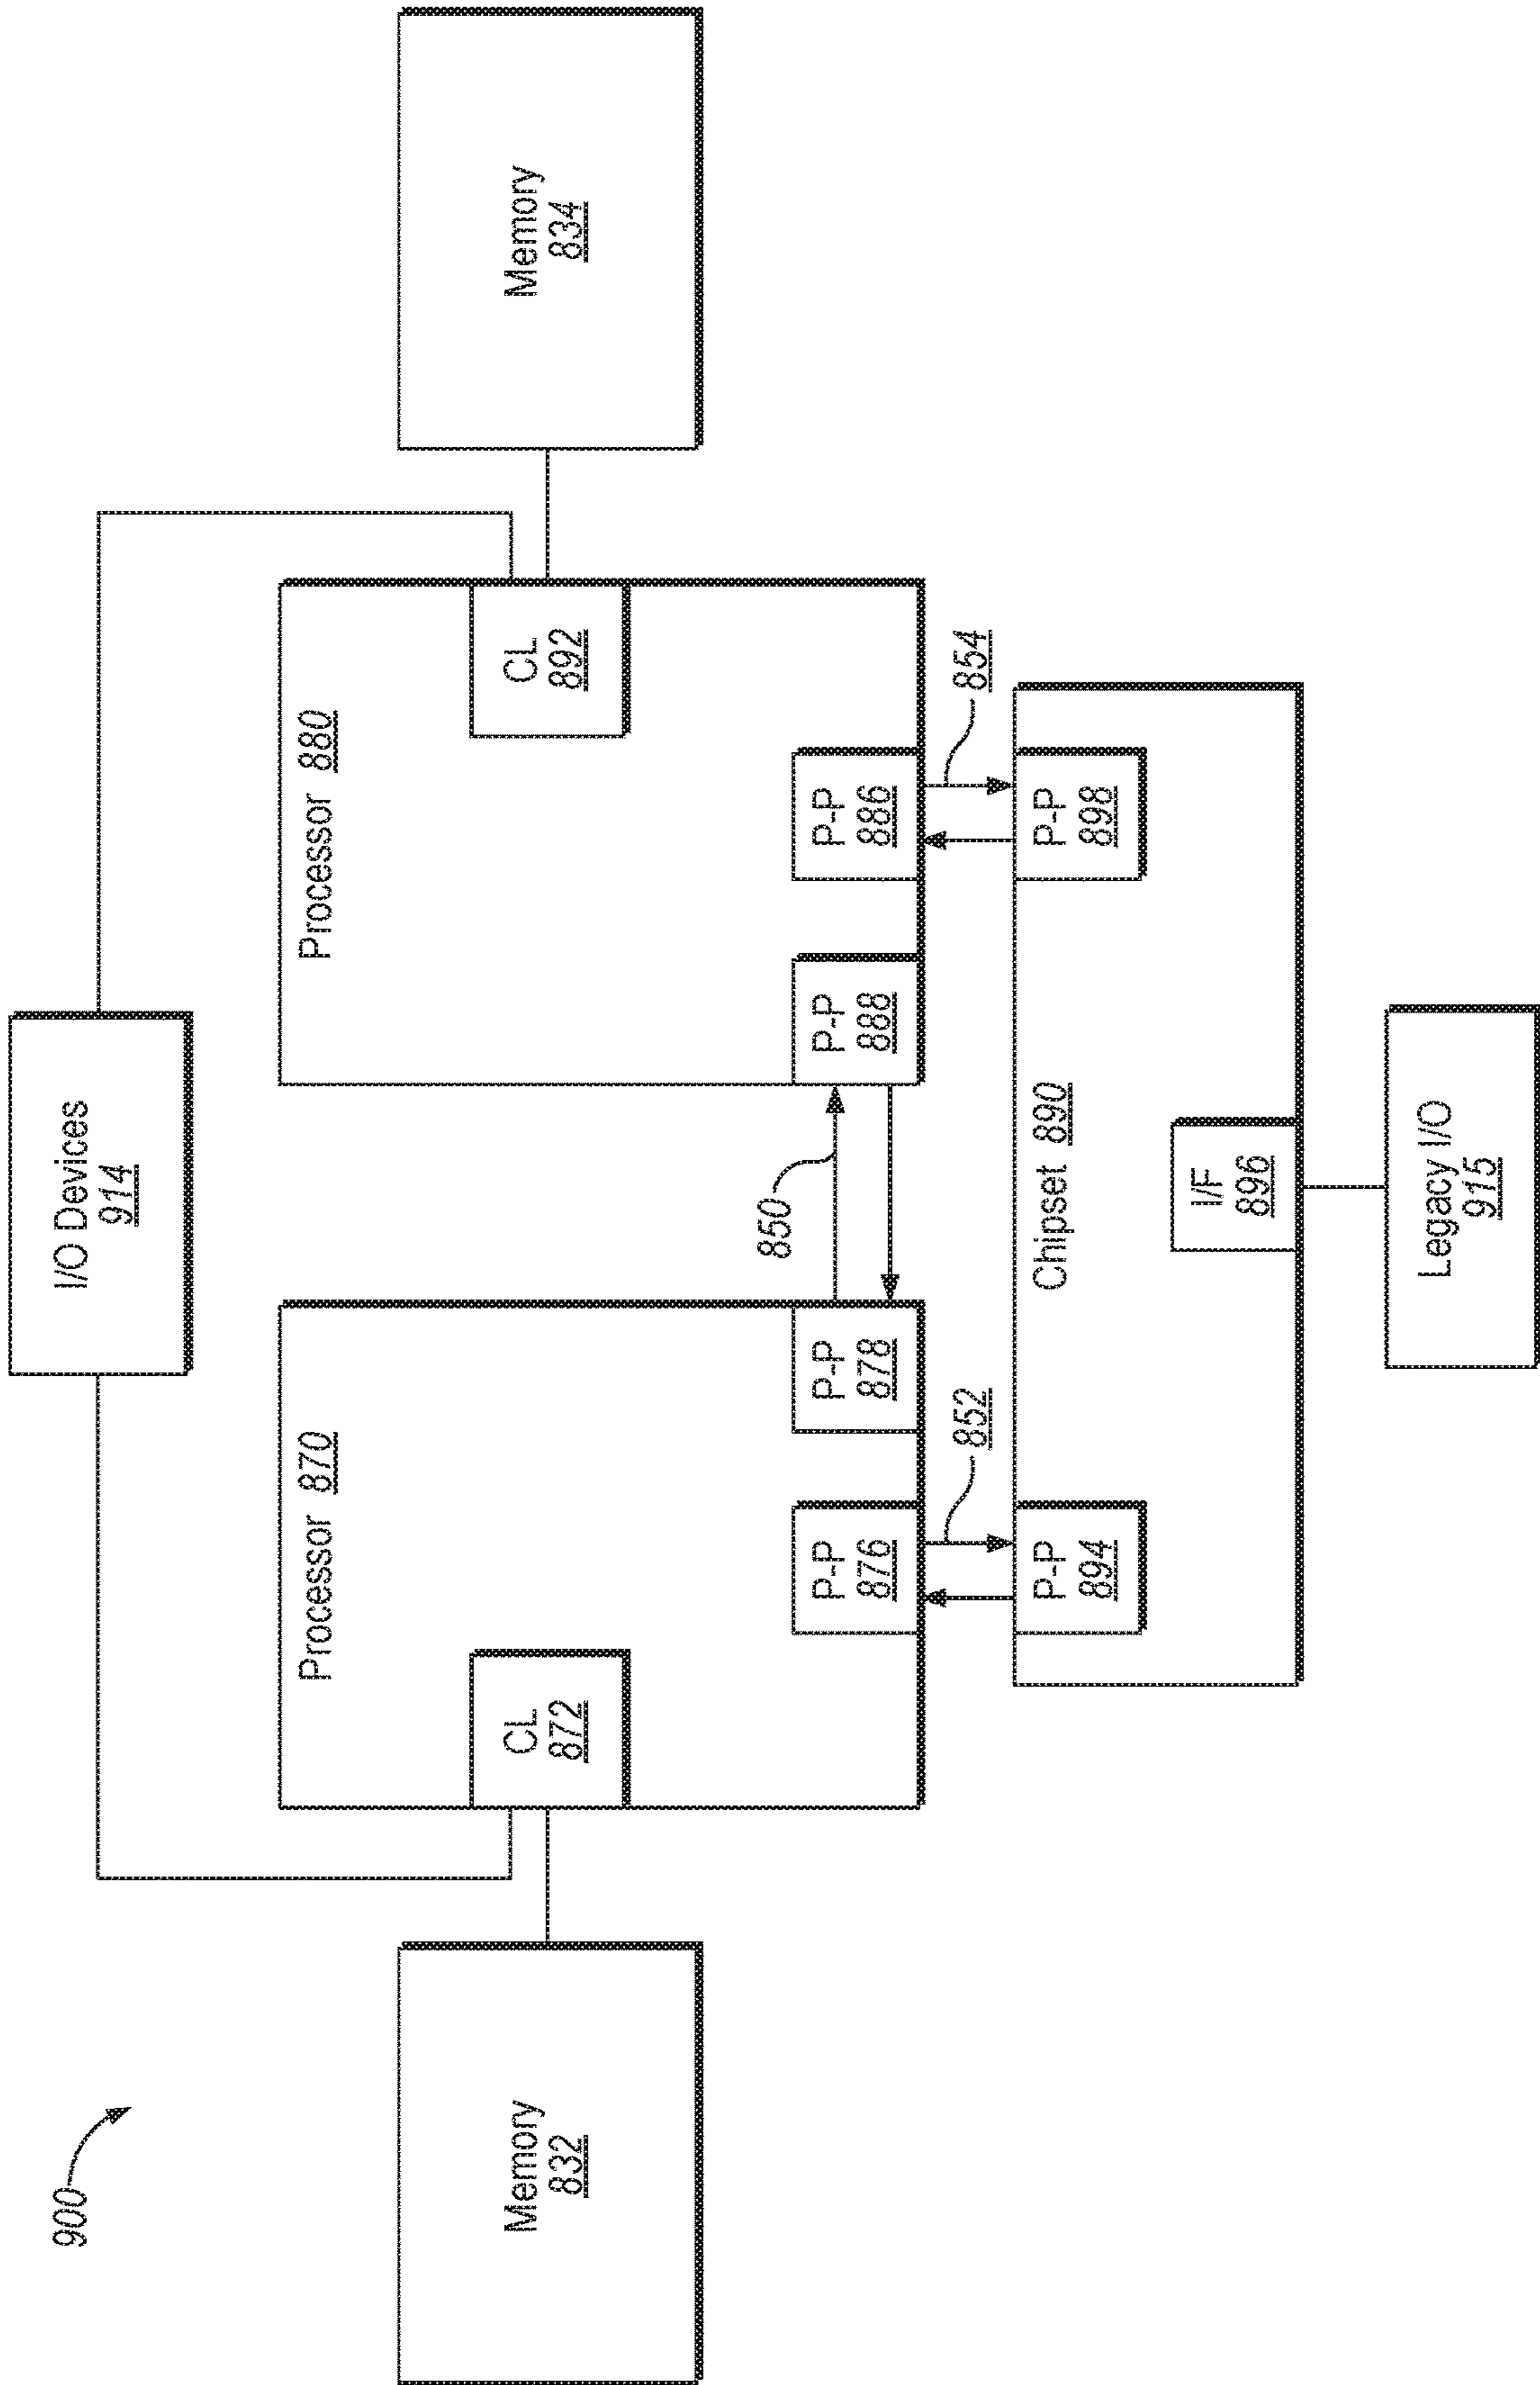 900
I/O Devices
914
Memory
832
Processor 870
CL
872
P-P
876
P-P
878
850
Processor 880
CL
892
P-P
888
P-P
886
Memory
834
852
854
P-P
894
Chipset 890
P-P
898
I/F
896
Legacy I/O
915